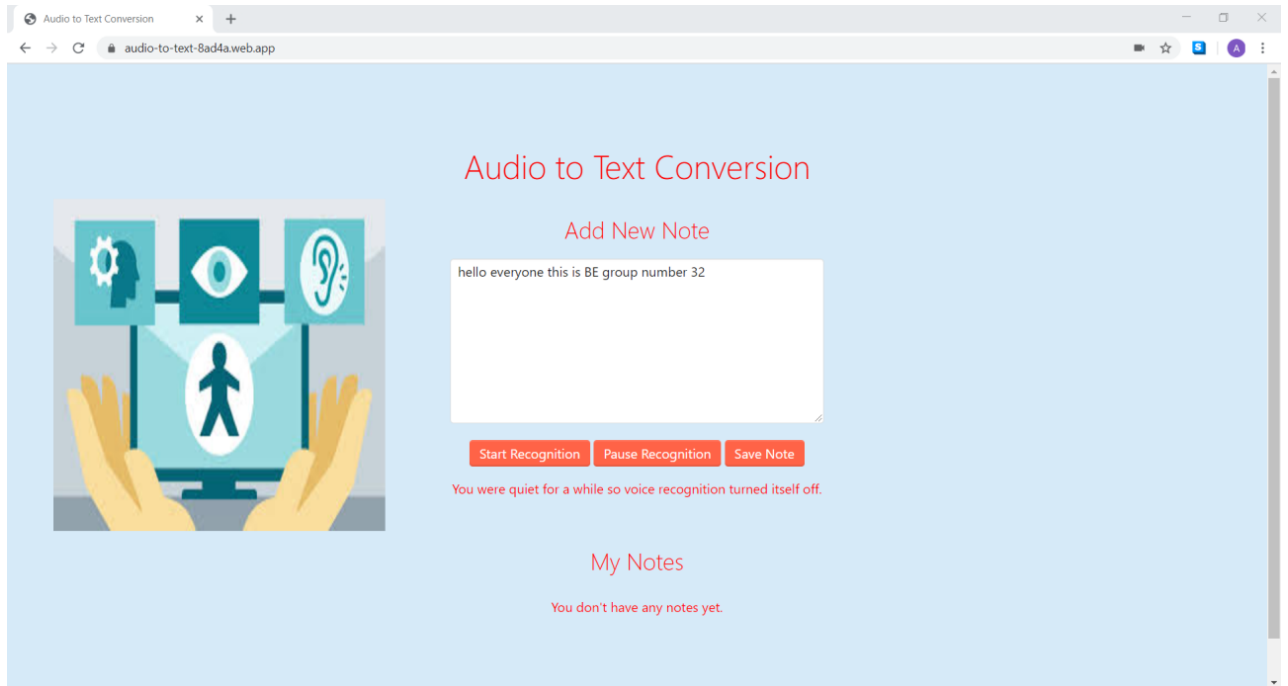 Audio to Text Conversion
audio-to-text-8ad4a.web.app
S
A
Audio to Text Conversion
Add New Note
hello everyone this is BE group number 32
Start Recognition Pause Recognition Save Note
You were quiet for a while so voice recognition turned itself off.
My Notes
You don't have any notes yet.